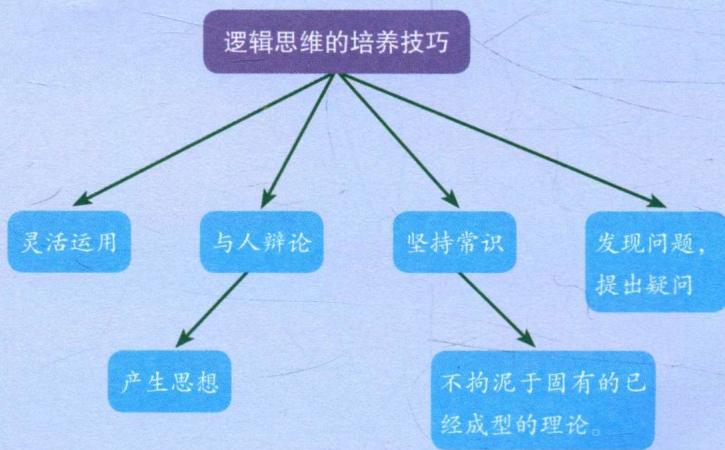 逻辑思维的培养技巧
灵活运用
与人辩论
坚持常识
发现问题，
提出疑问
产生思想
不拘泥于固有的已
经成型的理论。